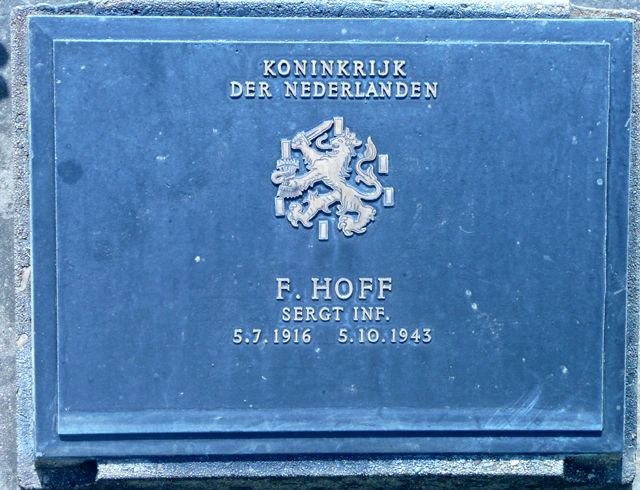 KONINKRIJK
DER NEDERLANDEN
F. HOFF
SERGT INF.
5.7.1916 5.10.1943